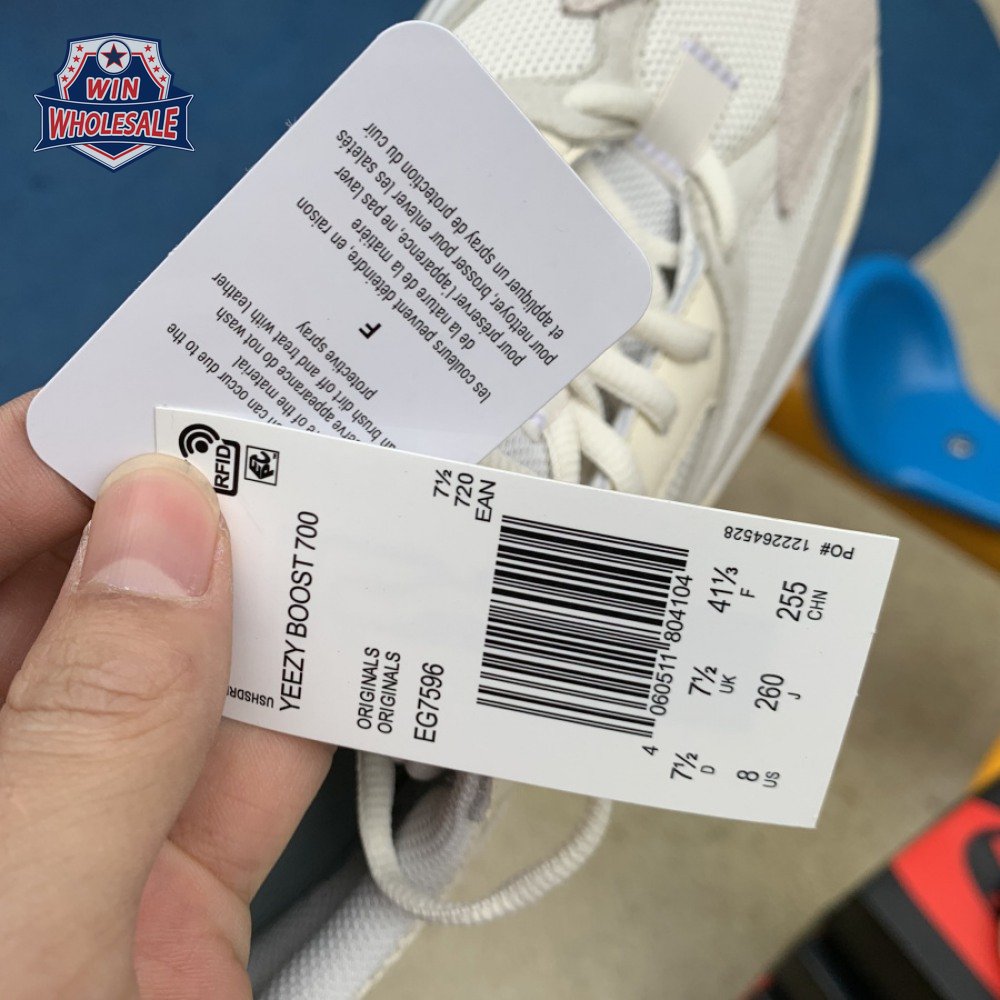 WIN
WHOLESALE
les couleurs peuvent déteindre, en raison
de la nature de la matière
pour préserver l'apparence, ne pas laver
pour nettoyer, brosser pour enlever les saletés
et appliquer un spray de protection du cuir
F
can occur due to the
of the material
appearance do not wash
brush dirt off and treat with leather
protective spray
RFID
YEEZY BOOST 700
ORIGINALS
ORIGINALS
EG7596
7½
720
EAN
4 060511 804104
7½
D
7½
UK
41⅓
F
8
US
260
J
255
CHN
PO# 122264528